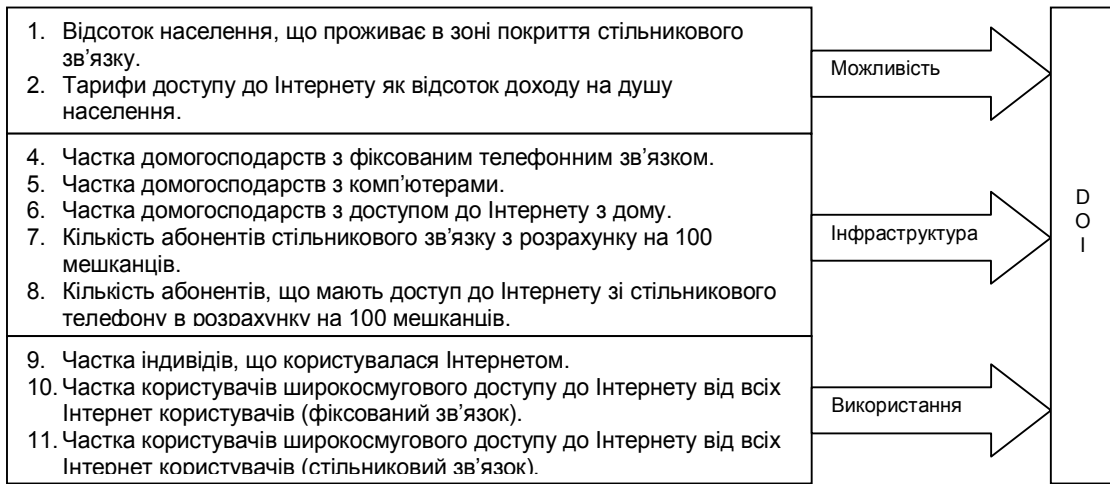 1. Відсоток населення, що проживає в зоні покриття стільникового
зв’язку.
2. Тарифи доступу до Інтернету як відсоток доходу на душу
населення.
Можливість
4. Частка домогосподарств з фіксованим телефонним зв’язком.
5. Частка домогосподарств з комп’ютерами.
6. Частка домогосподарств з доступом до Інтернету з дому.
7. Кількість абонентів стільникового зв’язку з розрахунку на 100
мешканців.
8. Кількість абонентів, що мають доступ до Інтернету зі стільникового
телефону в розрахунку на 100 мешканців.
Інфраструктура
9. Частка індивідів, що користувалася Інтернетом.
10. Частка користувачів широкосмугового доступу до Інтернету від всіх
Інтернет користувачів (фіксований зв’язок).
11. Частка користувачів широкосмугового доступу до Інтернету від всіх
Інтернет користувачів (стільниковий зв’язок).
Використання
D
O
I